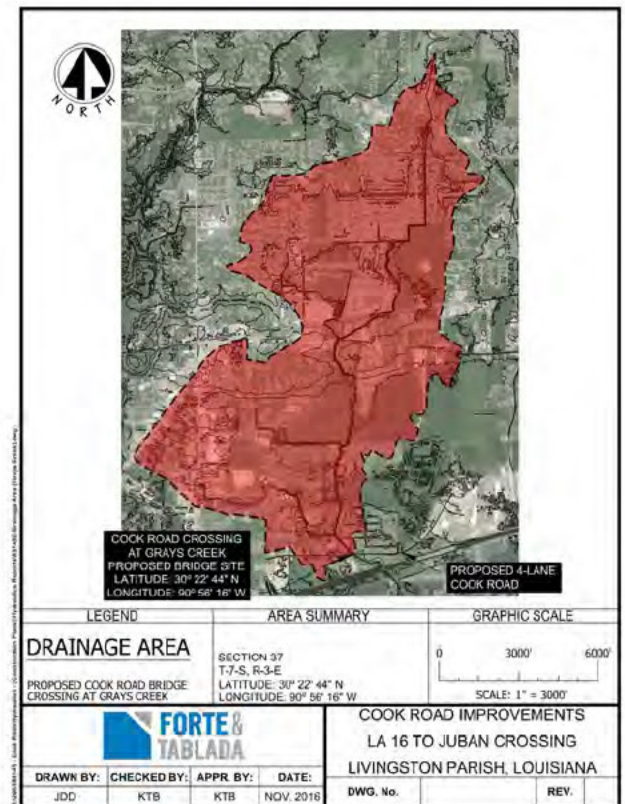 NORTH
COOK ROAD CROSSING
AT GRAYS CREEK
PROPOSED BRIDGE SITE
LATITUDE: 30° 22' 44" N
LONGITUDE: 90° 56' 16" W
PROPOSED 4-LANE
COOK ROAD
LEGEND
DRAINAGE AREA
PROPOSED COOK ROAD BRIDGE
CROSSING AT GRAYS CREEK
AREA SUMMARY
SECTION 37
T-7-S, R-3-E
LATITUDE: 30° 22' 44" N
LONGITUDE: 90° 56' 16" W
GRAPHIC SCALE
0 3000' 6000'
SCALE: 1" = 3000'
FORTE &
TABLADA
DRAWN BY: CHECKED BY: APPR. BY: DATE:
JDD KTB KTB NOV. 2016
COOK ROAD IMPROVEMENTS
LA 16 TO JUBAN CROSSING
LIVINGSTON PARISH, LOUISIANA
DWG. No. REV.